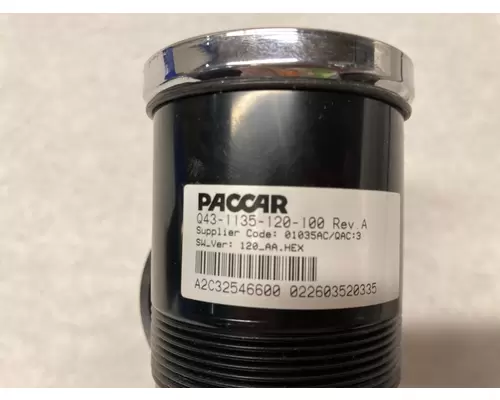 PACCAR
Q43-1135-120-100 Rev A
Supplier Code: 01035AC/QAC:3
SW_Ver: 120_AA.HEX
A2C32546600 022603520335